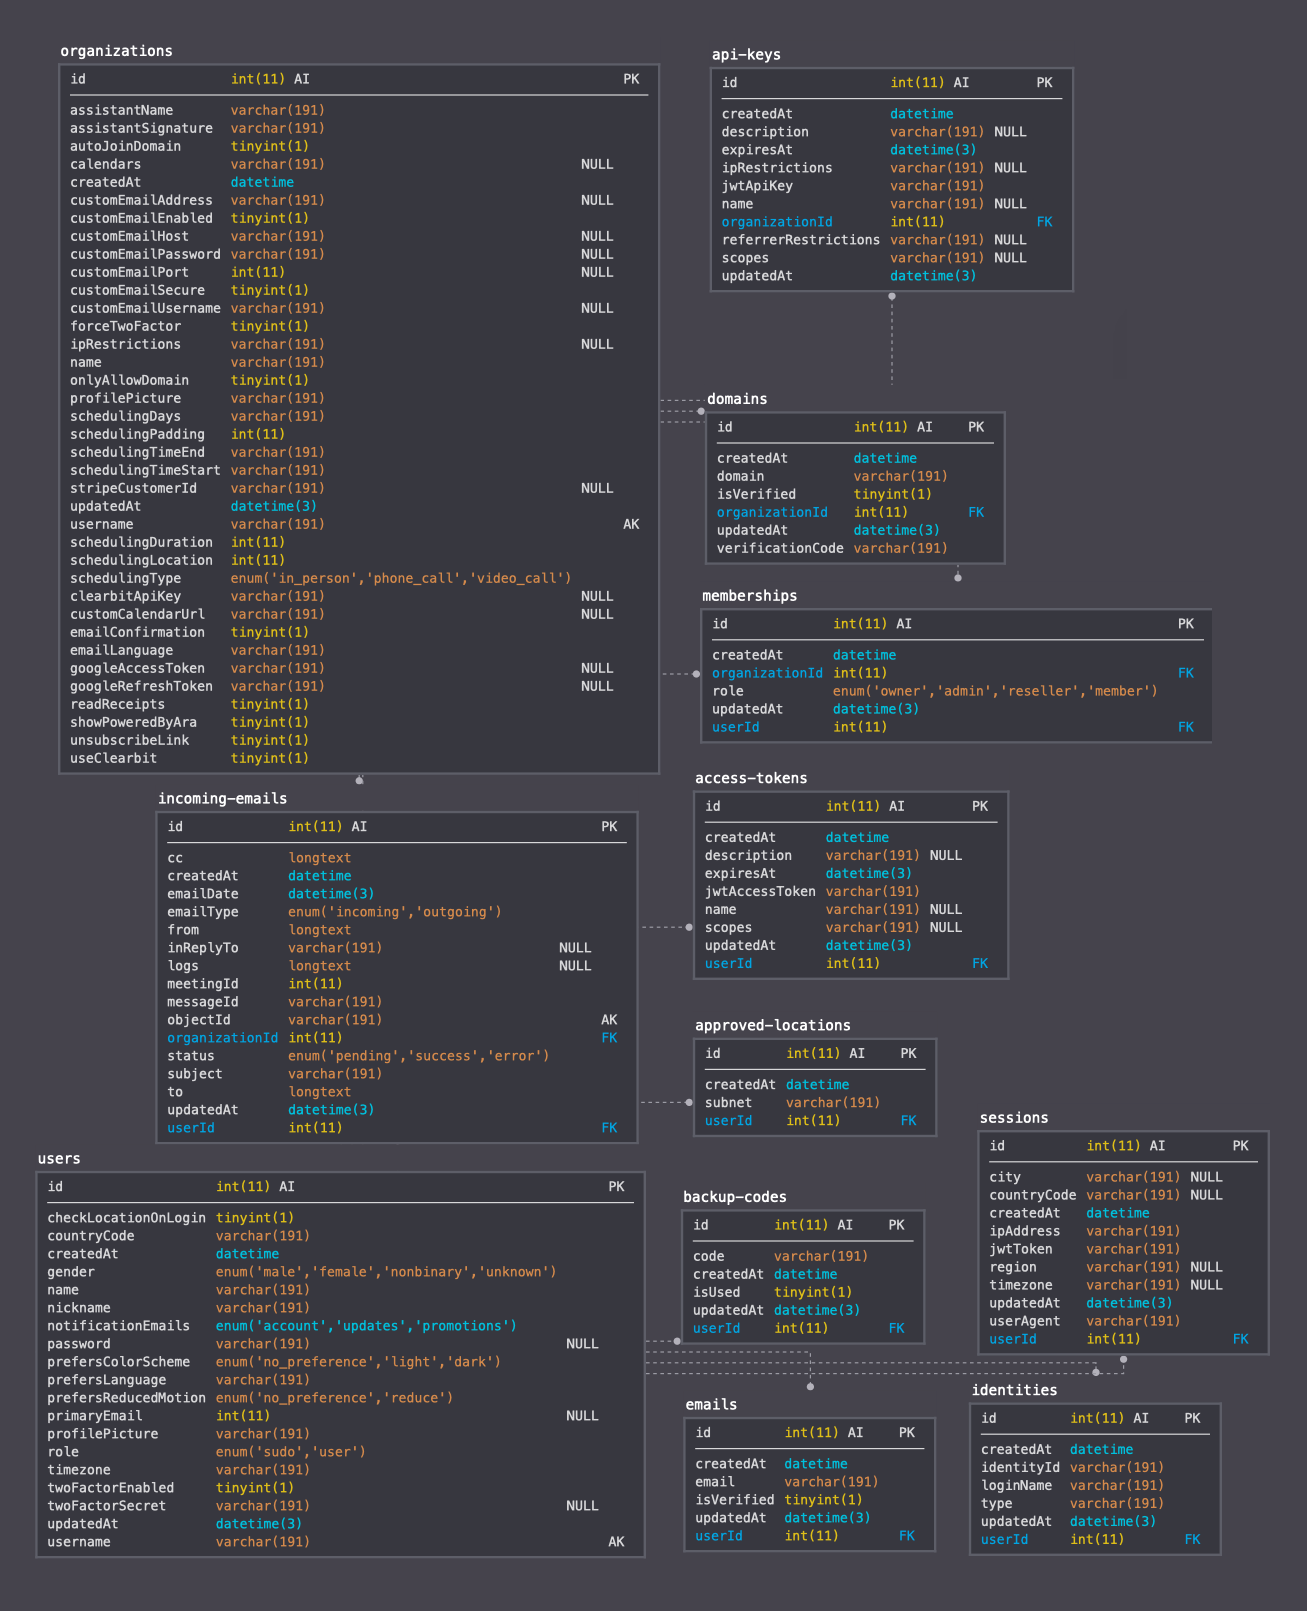 organizations
id int(11) AI PK
assistantName varchar(191)
assistantSignature varchar(191)
autoJoinDomain tinyint(1)
calendars varchar(191) NULL
createdAt datetime
customEmailAddress varchar(191) NULL
customEmailEnabled tinyint(1)
customEmailHost varchar(191) NULL
customEmailPassword varchar(191) NULL
customEmailPort int(11) NULL
customEmailSecure tinyint(1)
customEmailUsername varchar(191) NULL
forceTwoFactor tinyint(1)
ipRestrictions varchar(191) NULL
name varchar(191)
onlyAllowDomain tinyint(1)
profilePicture varchar(191)
schedulingDays varchar(191)
schedulingPadding int(11)
schedulingTimeEnd varchar(191)
schedulingTimeStart varchar(191)
stripeCustomerId varchar(191) NULL
updatedAt datetime(3)
username varchar(191) AK
schedulingDuration int(11)
schedulingLocation int(11)
schedulingType enum('in_person','phone_call','video_call')
clearbitApiKey varchar(191) NULL
customCalendarUrl varchar(191) NULL
emailConfirmation tinyint(1)
emailLanguage varchar(191)
googleAccessToken varchar(191) NULL
googleRefreshToken varchar(191) NULL
readReceipts tinyint(1)
showPoweredByAra tinyint(1)
unsubscribeLink tinyint(1)
useClearbit tinyint(1)
api-keys
id int(11) AI PK
createdAt datetime
description varchar(191) NULL
expiresAt datetime(3)
ipRestrictions varchar(191) NULL
jwtApiKey varchar(191)
name varchar(191) NULL
organizationId int(11) FK
referrerRestrictions varchar(191) NULL
scopes varchar(191) NULL
updatedAt datetime(3)
domains
id int(11) AI PK
createdAt datetime
domain varchar(191)
isVerified tinyint(1)
organizationId int(11) FK
updatedAt datetime(3)
verificationCode varchar(191)
memberships
id int(11) AI PK
createdAt datetime
organizationId int(11) FK
role enum('owner','admin','reseller','member')
updatedAt datetime(3)
userId int(11) FK
incoming-emails
id int(11) AI PK
cc longtext
createdAt datetime
emailDate datetime(3)
emailType enum('incoming','outgoing')
from longtext
inReplyTo varchar(191) NULL
logs longtext NULL
meetingId int(11)
messageId varchar(191)
objectId varchar(191) AK
organizationId int(11) FK
status enum('pending','success','error')
subject varchar(191)
to longtext
updatedAt datetime(3)
userId int(11) FK
access-tokens
id int(11) AI PK
createdAt datetime
description varchar(191) NULL
expiresAt datetime(3)
jwtAccessToken varchar(191)
name varchar(191) NULL
scopes varchar(191) NULL
updatedAt datetime(3)
userId int(11) FK
approved-locations
id int(11) AI PK
createdAt datetime
subnet varchar(191)
userId int(11) FK
sessions
id int(11) AI PK
city varchar(191) NULL
countryCode varchar(191) NULL
createdAt datetime
ipAddress varchar(191)
jwtToken varchar(191)
region varchar(191) NULL
timezone varchar(191) NULL
updatedAt datetime(3)
userAgent varchar(191)
userId int(11) FK
users
id int(11) AI PK
checkLocationOnLogin tinyint(1)
countryCode varchar(191)
createdAt datetime
gender enum('male','female','nonbinary','unknown')
name varchar(191)
nickname varchar(191)
notificationEmails enum('account','updates','promotions')
password varchar(191) NULL
prefersColorScheme enum('no_preference','light','dark')
prefersLanguage varchar(191)
prefersReducedMotion enum('no_preference','reduce')
primaryEmail int(11) NULL
profilePicture varchar(191)
role enum('sudo','user')
timezone varchar(191)
twoFactorEnabled tinyint(1)
twoFactorSecret varchar(191) NULL
updatedAt datetime(3)
username varchar(191) AK
backup-codes
id int(11) AI PK
code varchar(191)
createdAt datetime
isUsed tinyint(1)
updatedAt datetime(3)
userId int(11) FK
emails
id int(11) AI PK
createdAt datetime
email varchar(191)
isVerified tinyint(1)
updatedAt datetime(3)
userId int(11) FK
identities
id int(11) AI PK
createdAt datetime
identityId varchar(191)
loginName varchar(191)
type varchar(191)
updatedAt datetime(3)
userId int(11) FK